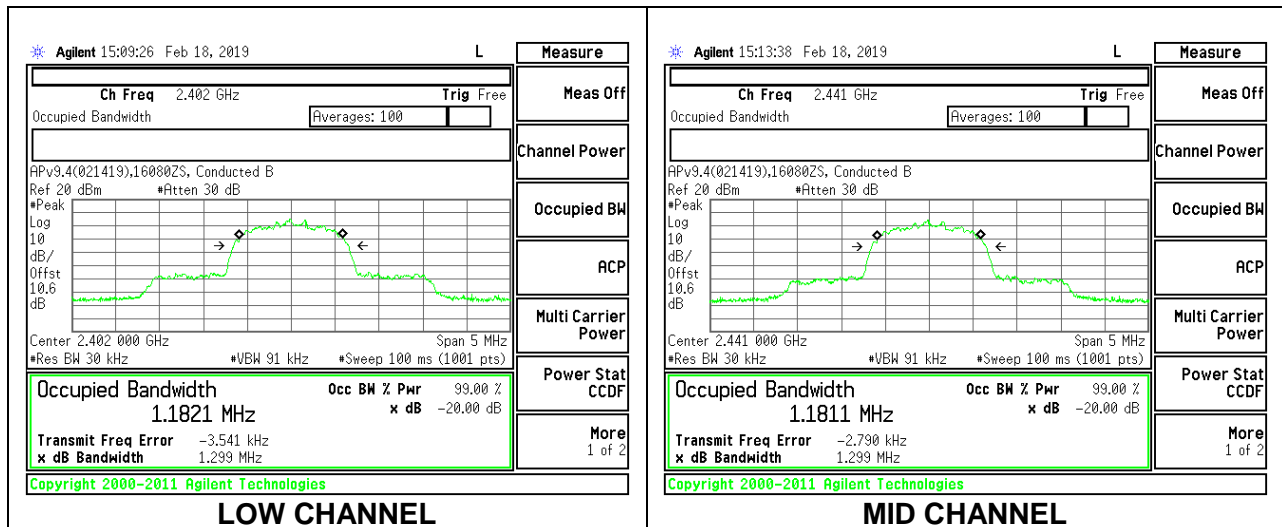 Agilent 15:09:26 Feb 18, 2019 L
Measure
Ch Freq 2.402 GHz Trig Free
Occupied Bandwidth Averages: 100
APv9.4(021419),16080ZS, Conducted B
Ref 20 dBm #Atten 30 dB
#Peak
Log
10
dB/
Offst
10.6
dB
Center 2.402 000 GHz Span 5 MHz
#Res BW 30 kHz #VBW 91 kHz #Sweep 100 ms (1001 pts)
Occupied Bandwidth Occ BW % Pwr 99.00 %
1.1821 MHz x dB -20.00 dB
Transmit Freq Error -3.541 kHz
x dB Bandwidth 1.299 MHz
Copyright 2000-2011 Agilent Technologies
Meas Off
Channel Power
Occupied BW
ACP
Multi Carrier
Power
Power Stat
CCDF
More
1 of 2
LOW CHANNEL
Agilent 15:13:38 Feb 18, 2019 L
Measure
Ch Freq 2.441 GHz Trig Free
Occupied Bandwidth Averages: 100
APv9.4(021419),16080ZS, Conducted B
Ref 20 dBm #Atten 30 dB
#Peak
Log
10
dB/
Offst
10.6
dB
Center 2.441 000 GHz Span 5 MHz
#Res BW 30 kHz #VBW 91 kHz #Sweep 100 ms (1001 pts)
Occupied Bandwidth Occ BW % Pwr 99.00 %
1.1811 MHz x dB -20.00 dB
Transmit Freq Error -2.790 kHz
x dB Bandwidth 1.299 MHz
Copyright 2000-2011 Agilent Technologies
Meas Off
Channel Power
Occupied BW
ACP
Multi Carrier
Power
Power Stat
CCDF
More
1 of 2
MID CHANNEL